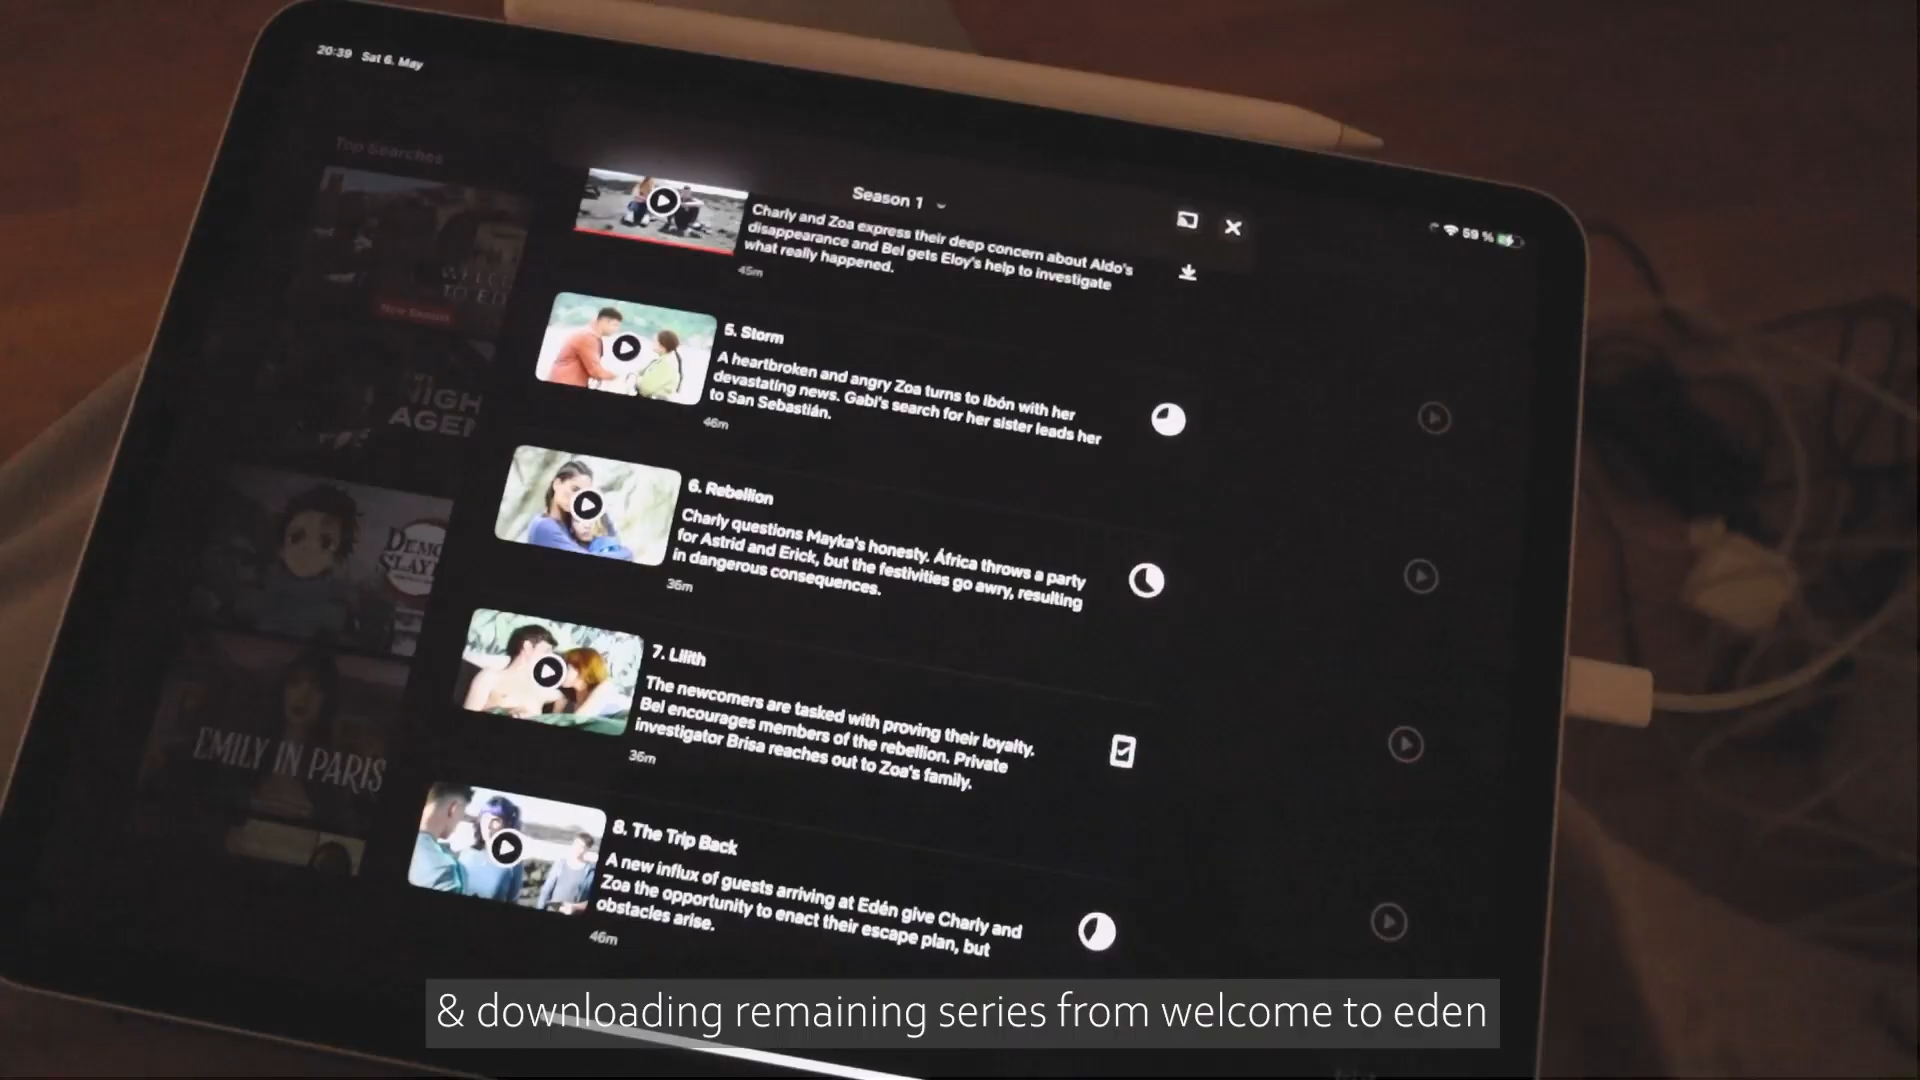 20:39 Sat 6. May
59 %
Top Searches
Season 1
Charly and Zoa express their deep concern about Aldo's
disappearance and Bel gets Eloy's help to investigate
what really happened.
45m
New Season
5. Storm
A heartbroken and angry Zoa turns to Ibón with her
devastating news. Gabi's search for her sister leads her
to San Sebastián.
46m
6. Rebellion
Charly questions Mayka's honesty. África throws a party
for Astrid and Erick, but the festivities go awry, resulting
in dangerous consequences.
36m
7. Lilith
The newcomers are tasked with proving their loyalty.
Bel encourages members of the rebellion. Private
investigator Brisa reaches out to Zoa's family.
36m
EMILY IN PARIS
8. The Trip Back
A new influx of guests arriving at Edén give Charly and
Zoa the opportunity to enact their escape plan, but
obstacles arise.
46m
& downloading remaining series from welcome to eden